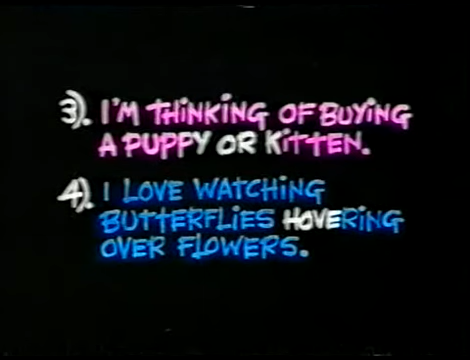 3). I'M THINKING OF BUYING
A PUPPY OR KITTEN.
4). I LOVE WATCHING
BUTTERFLIES HOVERING
OVER FLOWERS.